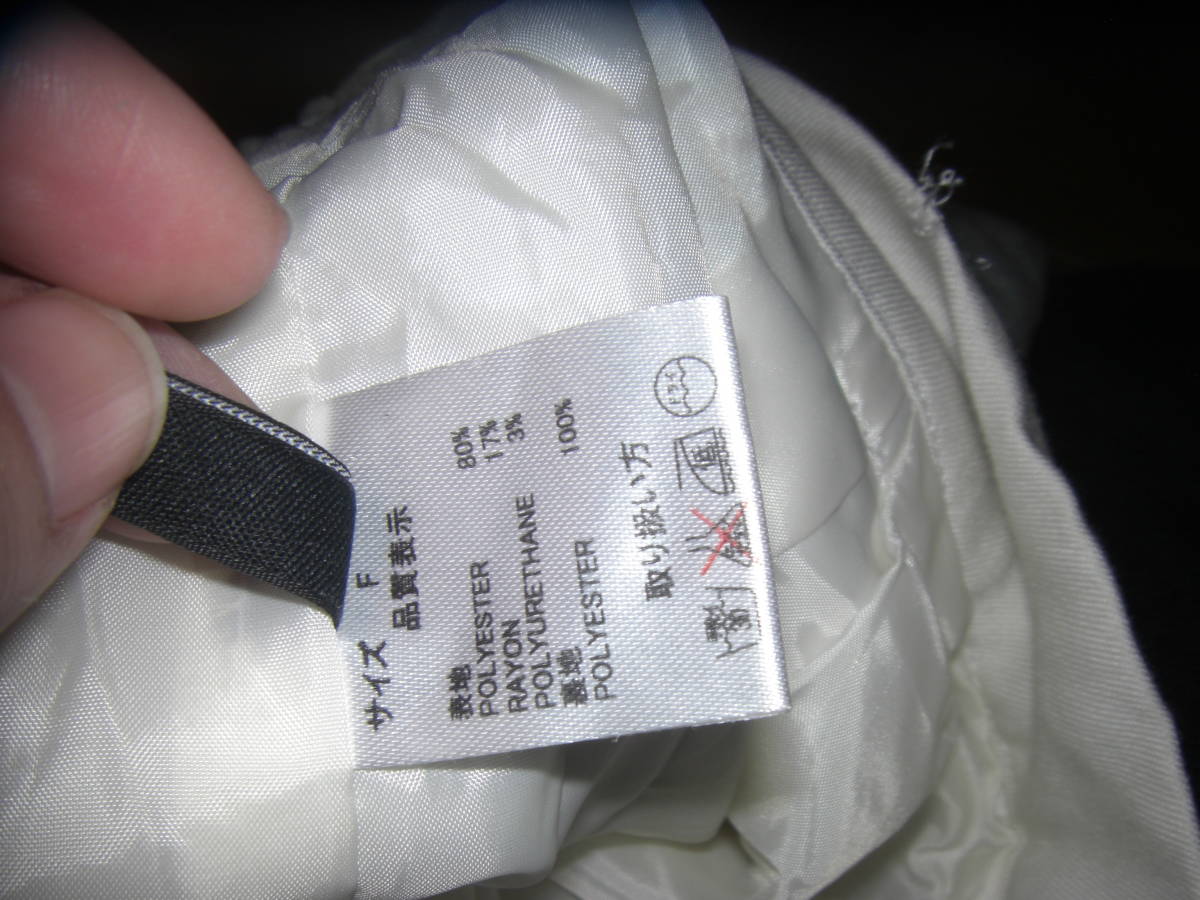 サイズ F
品質表示
表地
POLYESTER 80%
RAYON 17%
POLYURETHANE 3%
裏地
POLYESTER 100%
取り扱い方